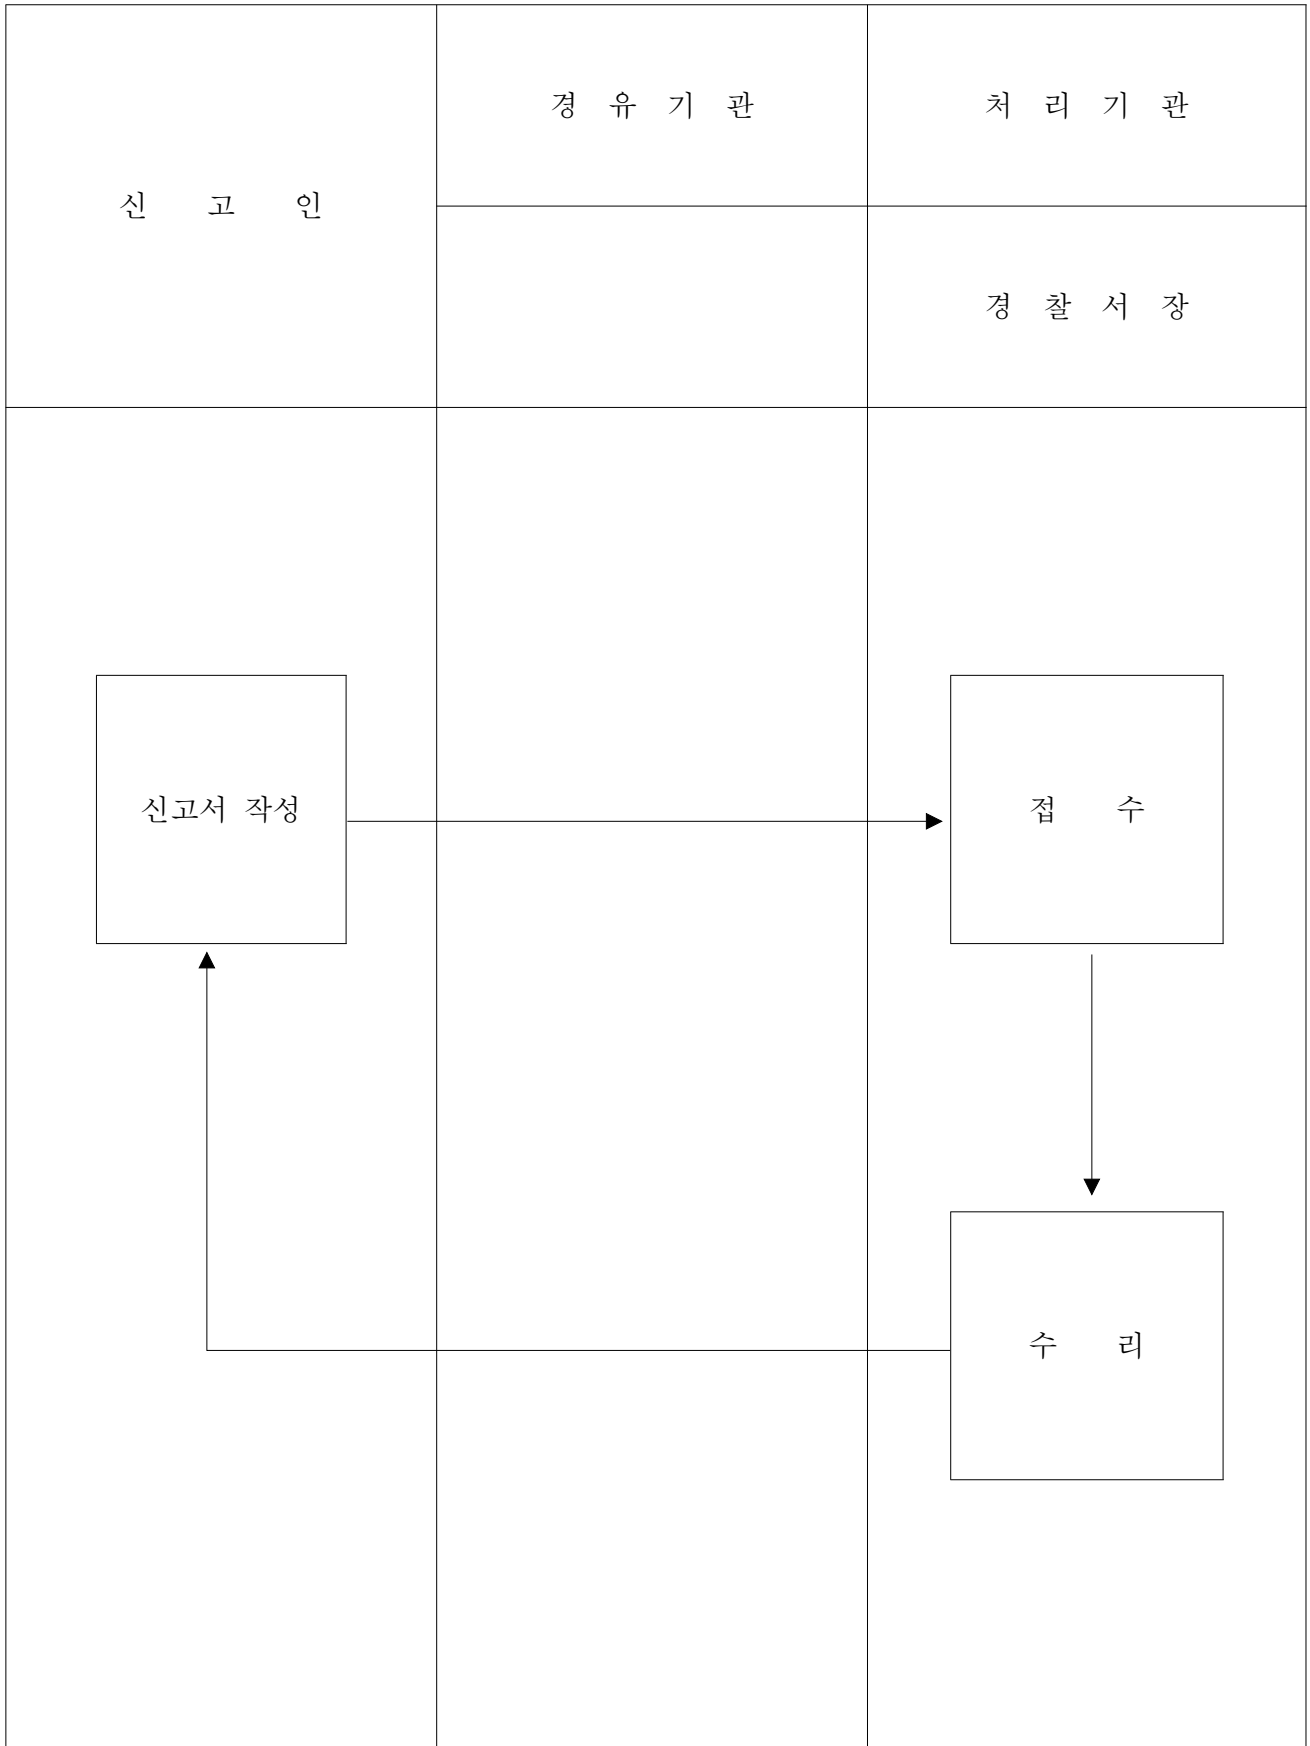 경 유 기 관
처 리 기 관
신 고 인
경 찰 서 장
신고서 작성
접 수
수 리